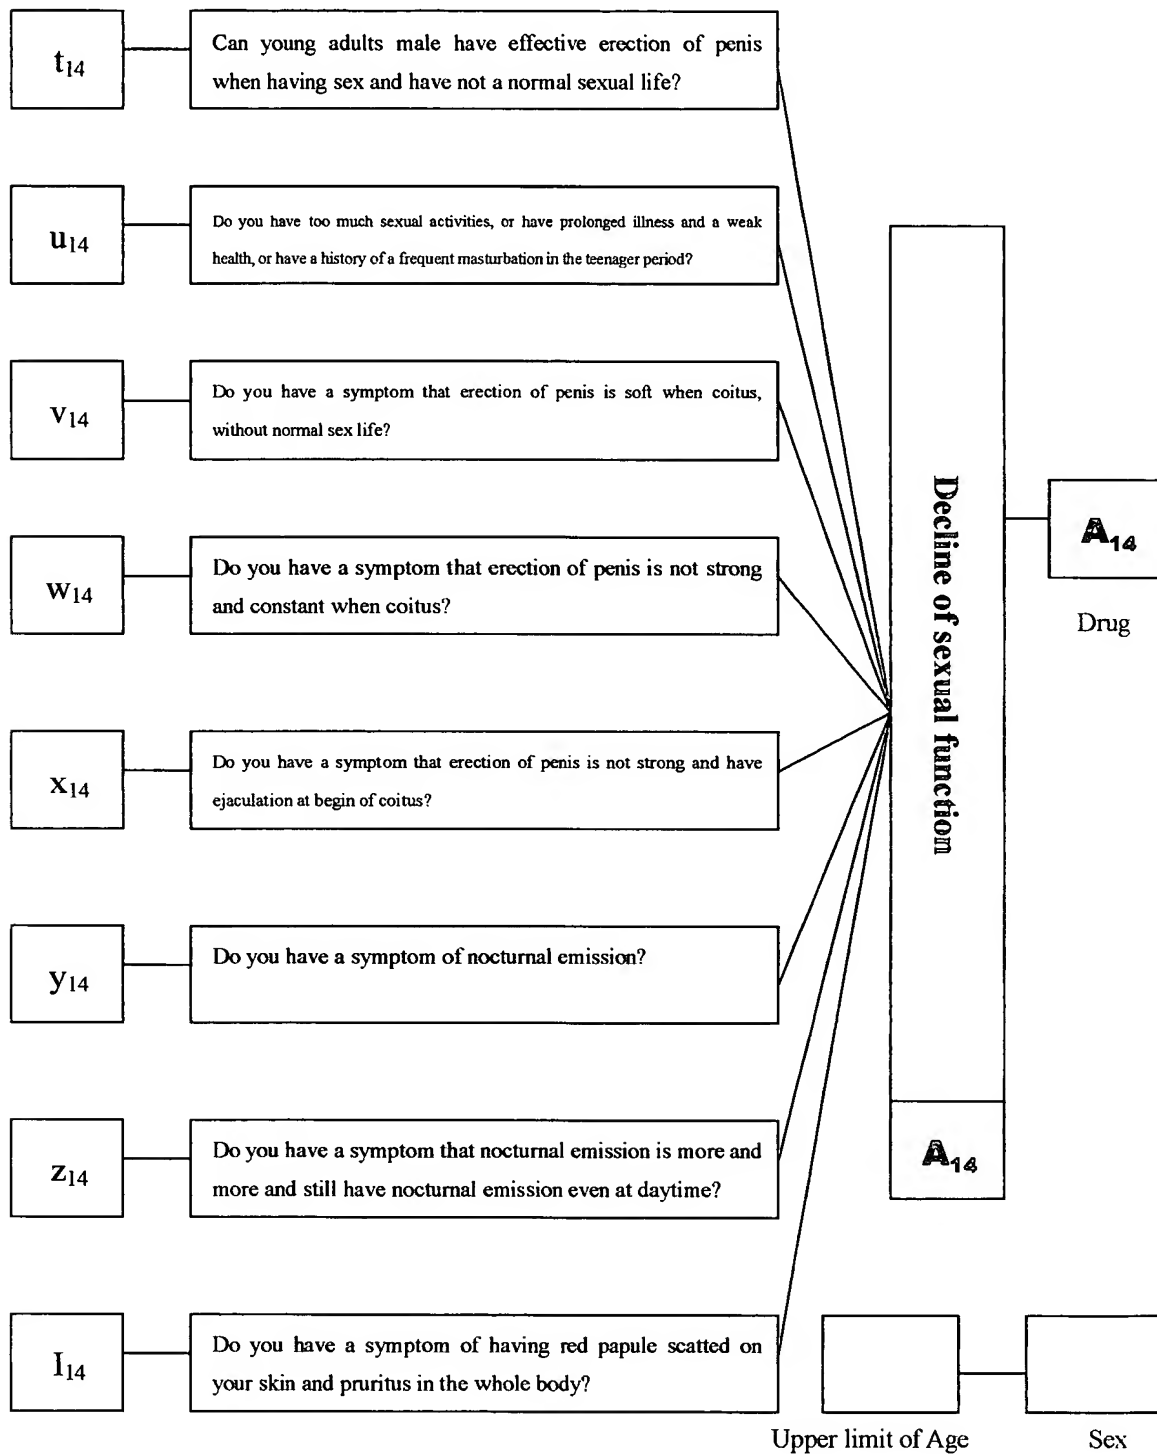 t14
Can young adults male have effective erection of penis
when having sex and have not a normal sexual life?
u14
Do you have too much sexual activities, or have prolonged illness and a weak
health, or have a history of a frequent masturbation in the teenager period?
v14
Do you have a symptom that erection of penis is soft when coitus,
without normal sex life?
w14
Do you have a symptom that erection of penis is not strong
and constant when coitus?
x14
Do you have a symptom that erection of penis is not strong and have
ejaculation at begin of coitus?
y14
Do you have a symptom of nocturnal emission?
z14
Do you have a symptom that nocturnal emission is more and
more and still have nocturnal emission even at daytime?
I14
Do you have a symptom of having red papule scatted on
your skin and pruritus in the whole body?
Decline of sexual function
A14
A14
Drug
Upper limit of Age
Sex